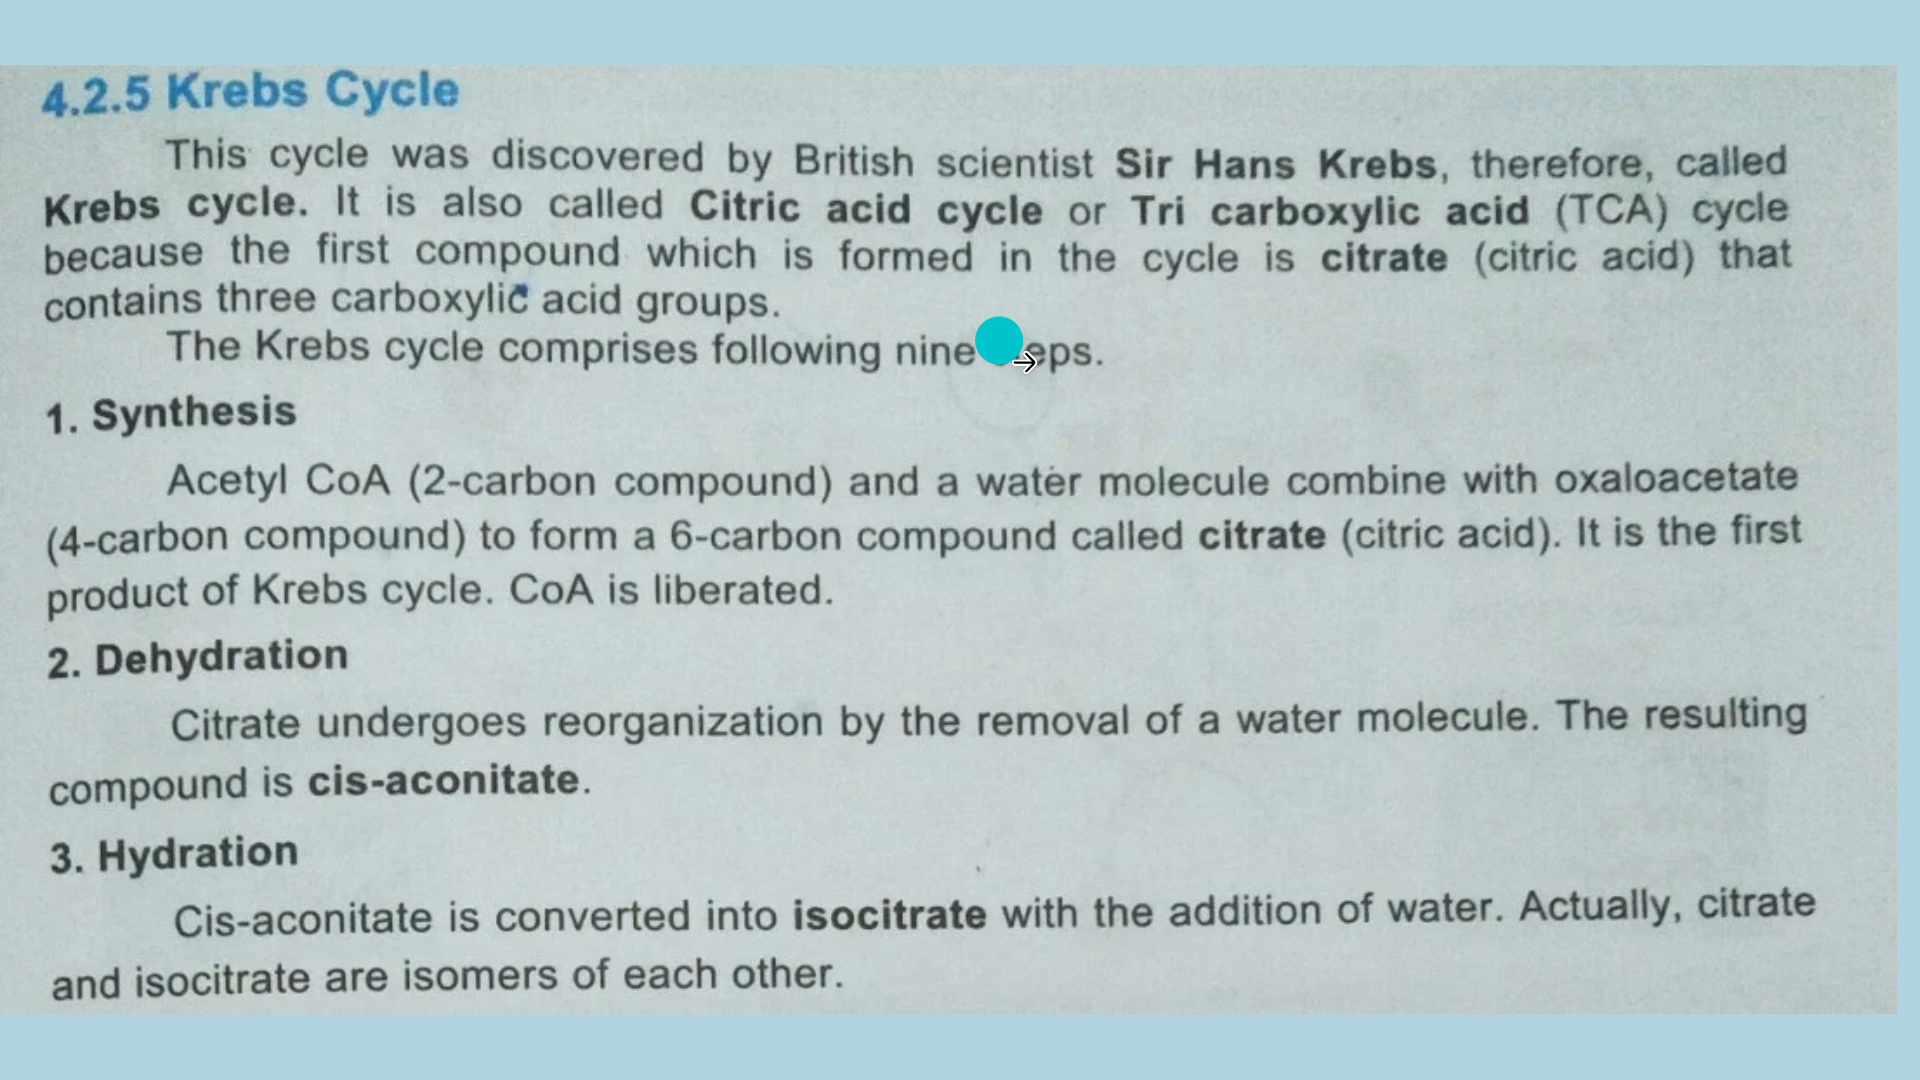 4.2.5 Krebs Cycle
This cycle was discovered by British scientist Sir Hans Krebs, therefore, called
Krebs cycle. It is also called Citric acid cycle or Tri carboxylic acid (TCA) cycle
because the first compound which is formed in the cycle is citrate (citric acid) that
contains three carboxylic acid groups.
The Krebs cycle comprises following nine
1. Synthesis
Acetyl CoA (2-carbon compound) and a water molecule combine with oxaloacetate
(4-carbon compound) to form a 6-carbon compound called citrate (citric acid). It is the first
product of Krebs cycle. CoA is liberated.
2. Dehydration
Citrate undergoes reorganization by the removal of a water molecule. The resulting
compound is cis-aconitate.
3. Hydration
Cis-aconitate is converted into isocitrate with the addition of water. Actually, citrate
and isocitrate are isomers of each other.